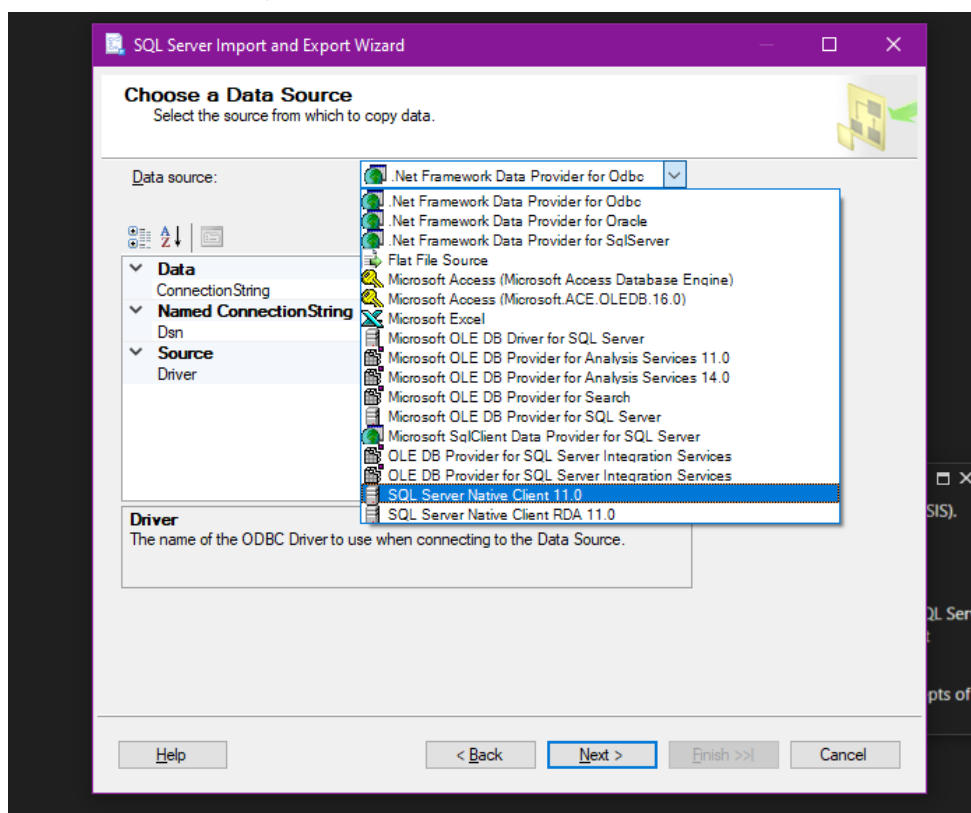 SQL Server Import and Export Wizard
Choose a Data Source
Select the source from which to copy data.
Data source:
.Net Framework Data Provider for Odbc
.Net Framework Data Provider for Odbc
.Net Framework Data Provider for Oracle
.Net Framework Data Provider for SqlServer
Flat File Source
Microsoft Access (Microsoft Access Database Engine)
Microsoft Access (Microsoft.ACE.OLEDB.16.0)
Microsoft Excel
Microsoft OLE DB Driver for SQL Server
Microsoft OLE DB Provider for Analysis Services 11.0
Microsoft OLE DB Provider for Analysis Services 14.0
Microsoft OLE DB Provider for Search
Microsoft OLE DB Provider for SQL Server
Microsoft SqlClient Data Provider for SQL Server
OLE DB Provider for SQL Server Integration Services
OLE DB Provider for SQL Server Integration Services
SQL Server Native Client 11.0
SQL Server Native Client RDA 11.0
Data
ConnectionString
Named ConnectionString
Dsn
Source
Driver
Driver
The name of the ODBC Driver to use when connecting to the Data Source.
SIS).
QL Ser
t
pts of
Help
< Back
Next >
Finish >>|
Cancel